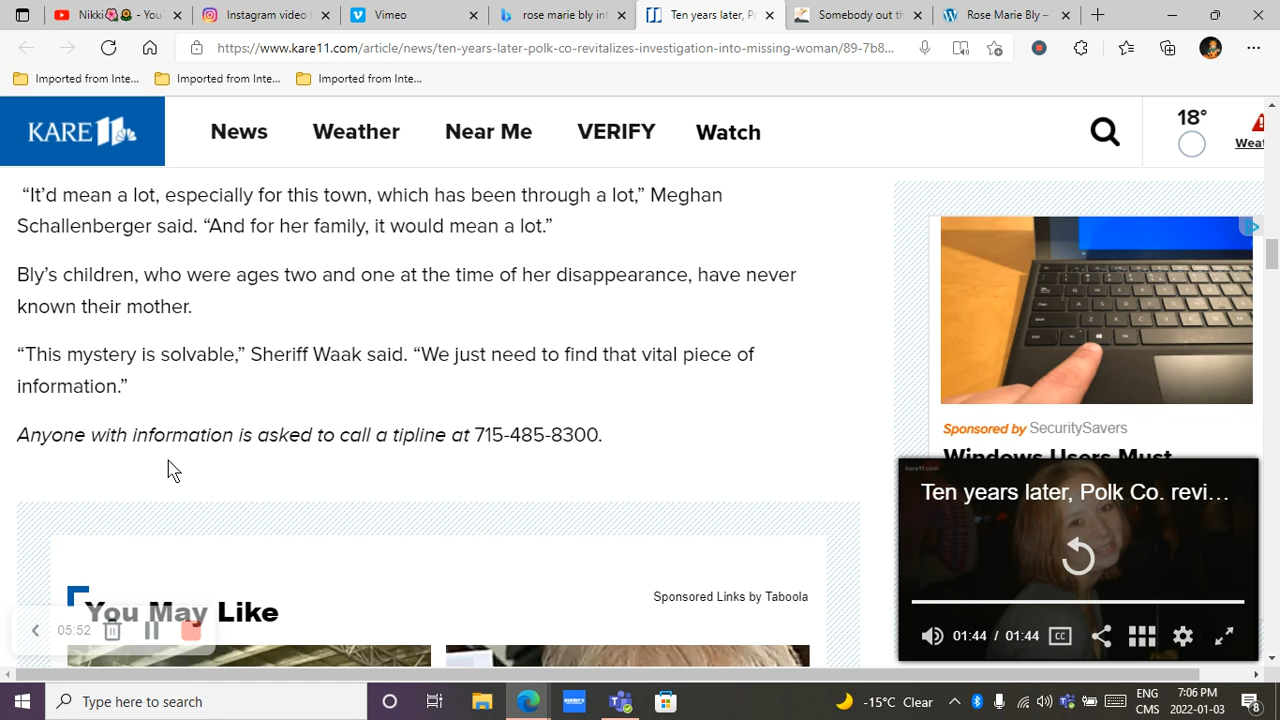 Nikki - You
Instagram video
Vimeo
rose marie bly int
Ten years later, Po
Somebody out th
Rose Marie Bly –
https://www.kare11.com/article/news/ten-years-later-polk-co-revitalizes-investigation-into-missing-woman/89-7b8...
Imported from Inte...
Imported from Inte...
Imported from Inte...
KARE 11
News
Weather
Near Me
VERIFY
Watch
18°
Weat
“It’d mean a lot, especially for this town, which has been through a lot,” Meghan
Schallenberger said. “And for her family, it would mean a lot.”
Bly’s children, who were ages two and one at the time of her disappearance, have never
known their mother.
“This mystery is solvable,” Sheriff Waak said. “We just need to find that vital piece of
information.”
Anyone with information is asked to call a tipline at 715-485-8300.
Sponsored by SecuritySavers
Windows Users Must
kare11.com
Ten years later, Polk Co. revi...
01:44 / 01:44
CC
You May Like
Sponsored Links by Taboola
05:52
Type here to search
-15°C Clear
ENG
CMS
7:06 PM
2022-01-03
8